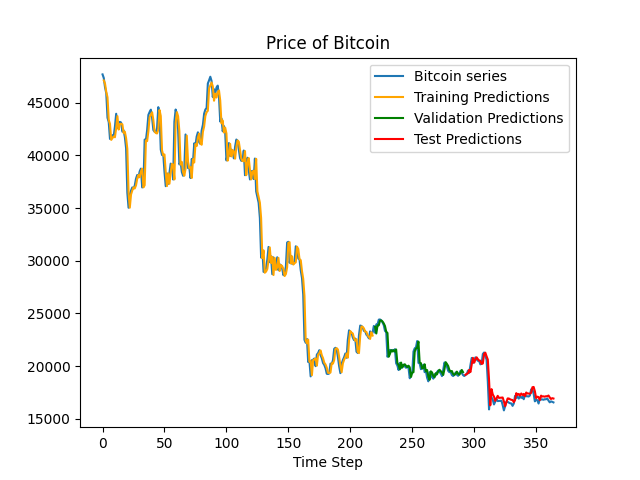 Price of Bitcoin
Bitcoin series
Training Predictions
Validation Predictions
Test Predictions
45000
40000
35000
30000
25000
20000
15000
0 50 100 150 200 250 300 350
Time Step